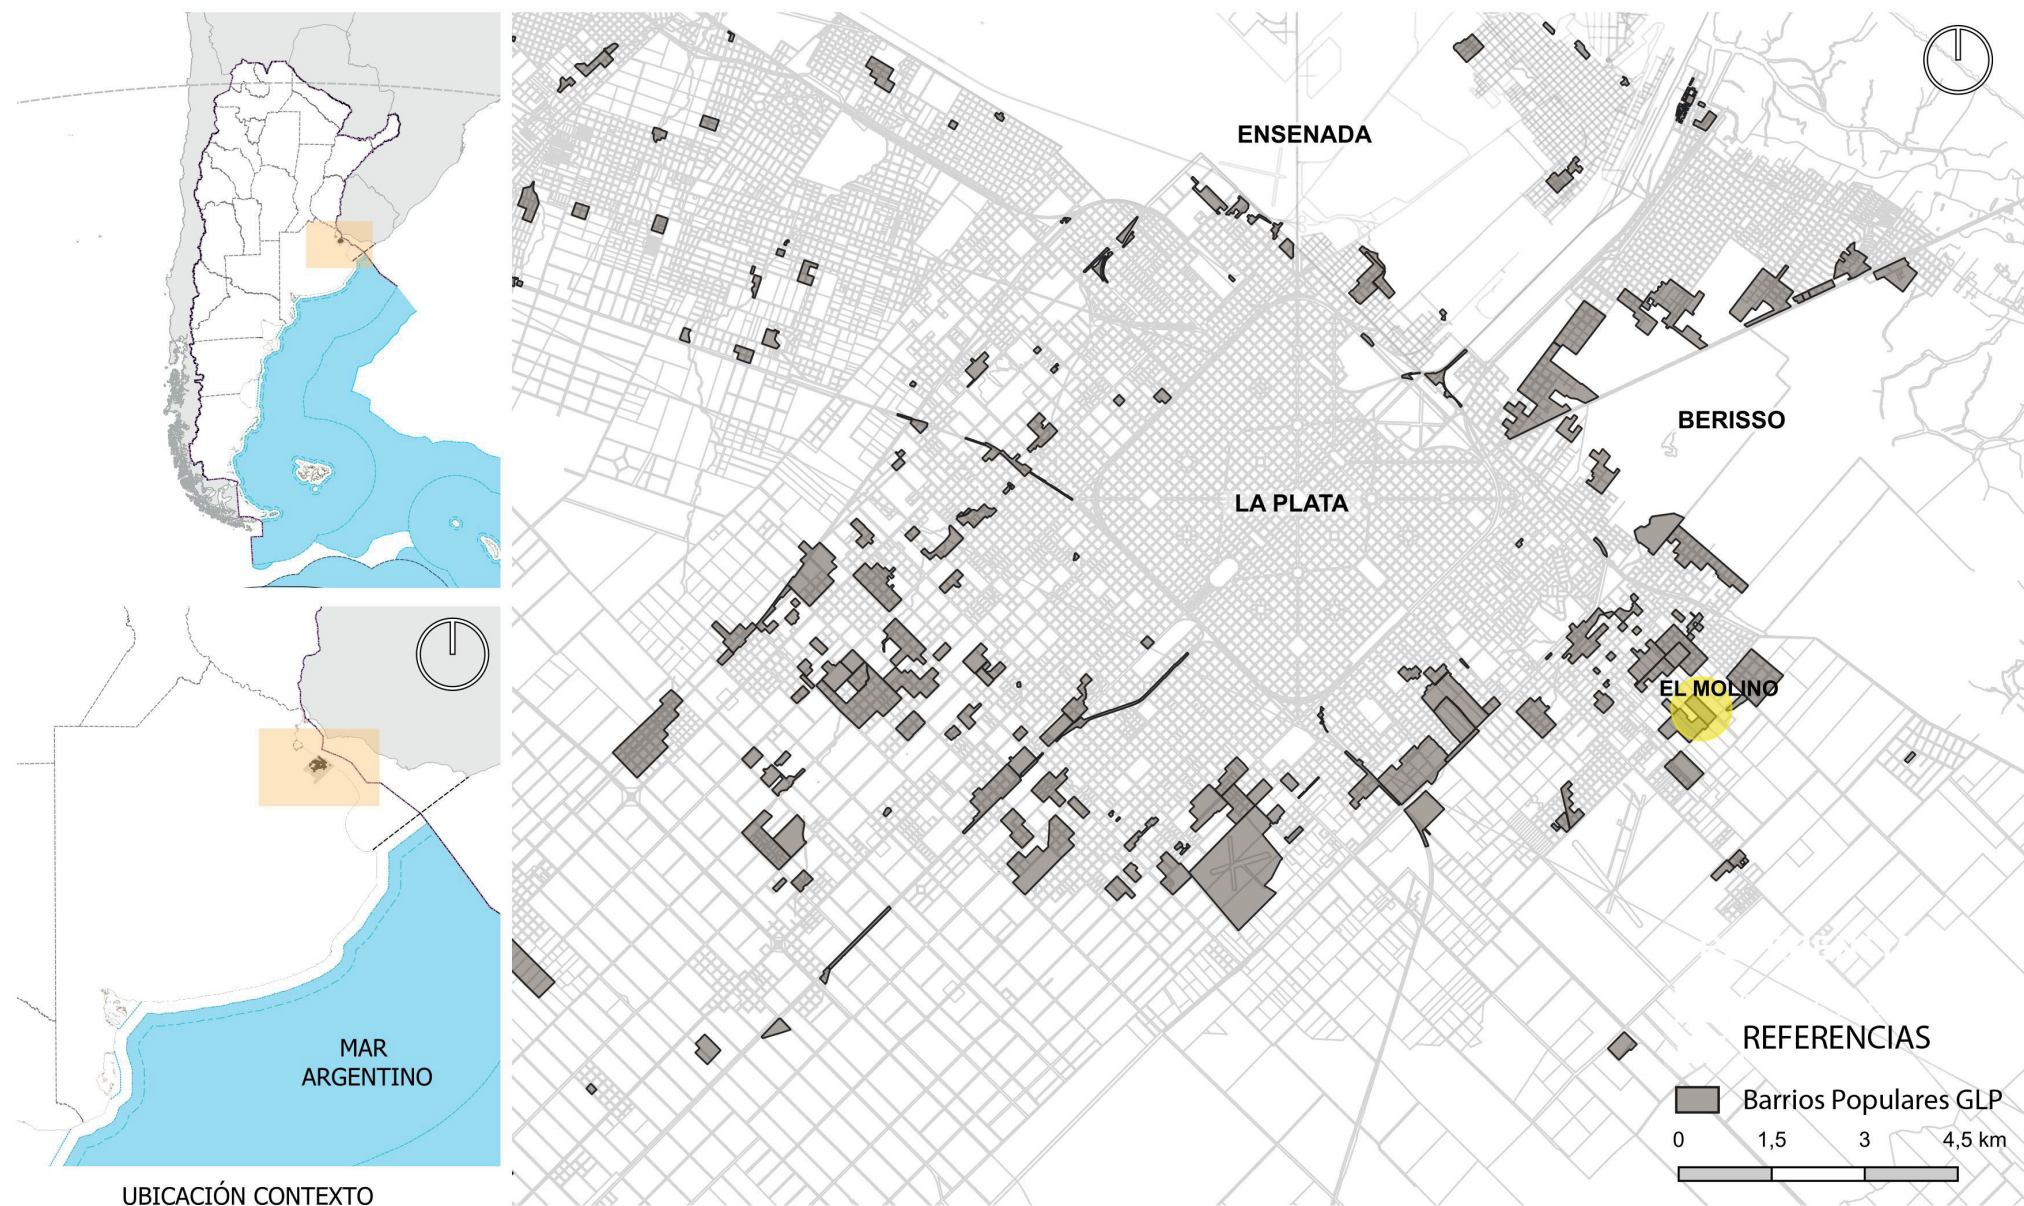 ENSENADA
BERISSO
LA PLATA
EL MOLINO
MAR
ARGENTINO
UBICACIÓN CONTEXTO
REFERENCIAS
Barrios Populares GLP
0 1,5 3 4,5 km